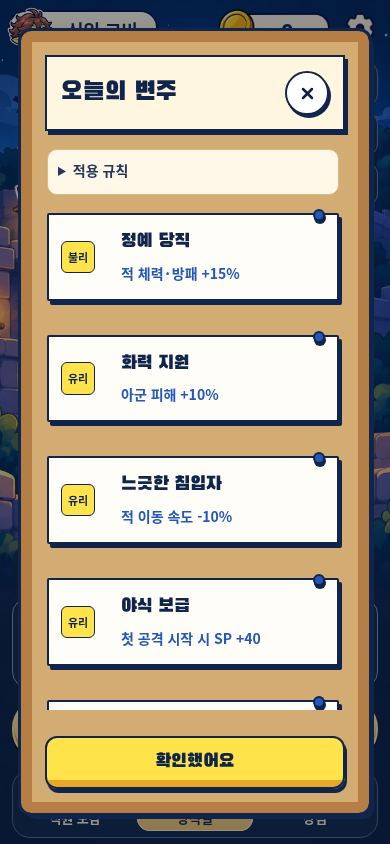 오늘의 변주
적용 규칙
불리
정예 당직
적 체력·방패 +15%
유리
화력 지원
아군 피해 +10%
유리
느긋한 침입자
적 이동 속도 -10%
유리
야식 보급
첫 공격 시작 시 SP +40
확인했어요